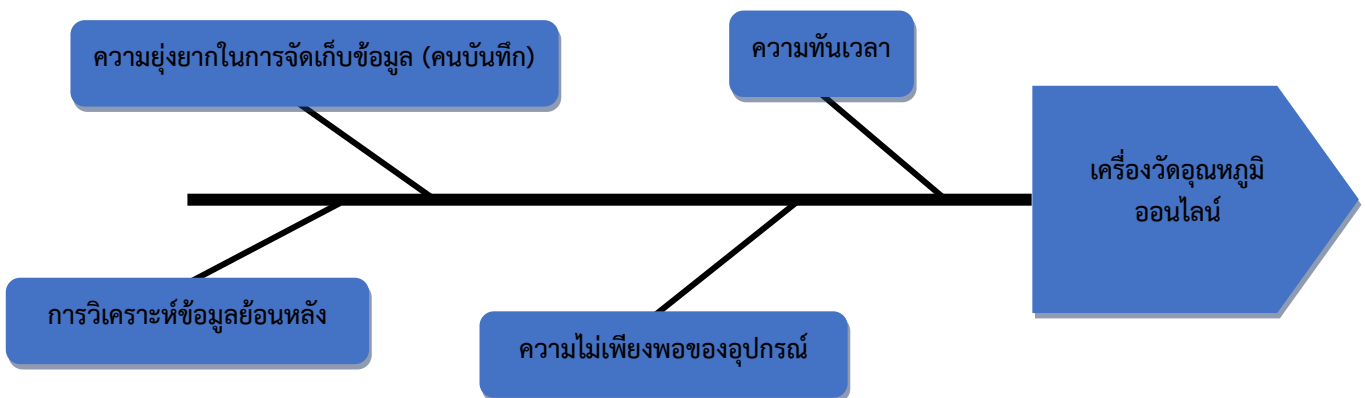 ความยุ่งยากในการจัดเก็บข้อมูล (คนบันทึก)
ความทันเวลา
เครื่องวัดอุณหภูมิ
ออนไลน์
การวิเคราะห์ข้อมูลย้อนหลัง
ความไม่เพียงพอของอุปกรณ์